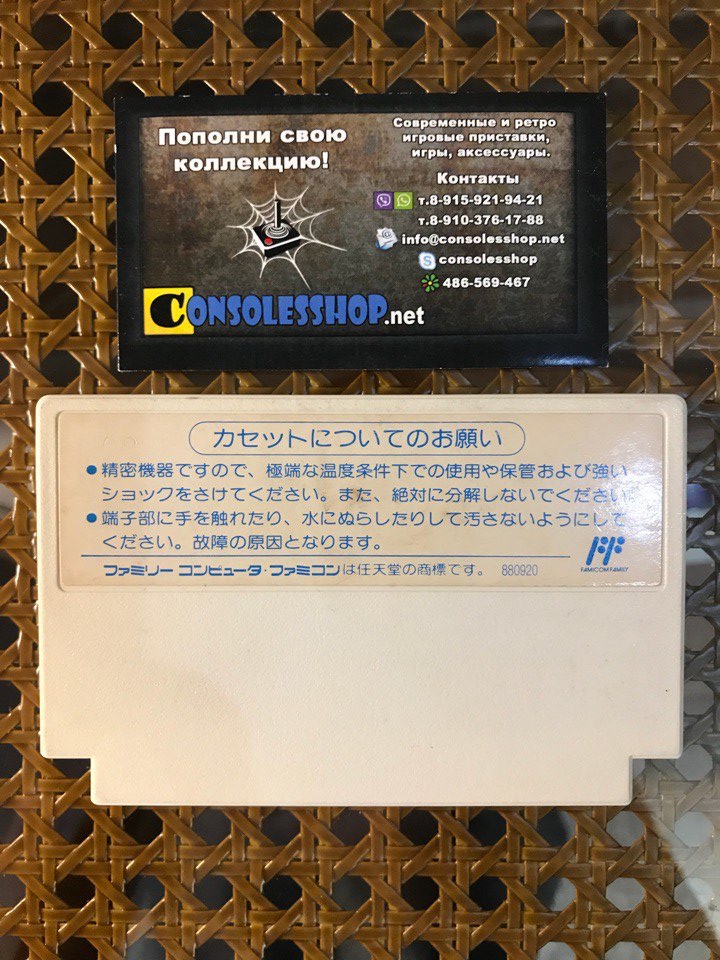 Пополни свою
коллекцию!
Современные и ретро
игровые приставки,
игры, аксессуары.
Контакты
т.8-915-921-94-21
т.8-910-376-17-88
info@consolesshop.net
consolesshop
486-569-467
CONSOLESSHOP.net
カセットについてのお願い
●精密機器ですので、極端な温度条件下での使用や保管および強い
ショックをさけてください。また、絶対に分解しないでください。
●端子部に手を触れたり、水にぬらしたりして汚さないようにして
ください。故障の原因となります。
ファミリーコンピュータ・ファミコンは任天堂の商標です。 880920
FAMICOM FAMILY